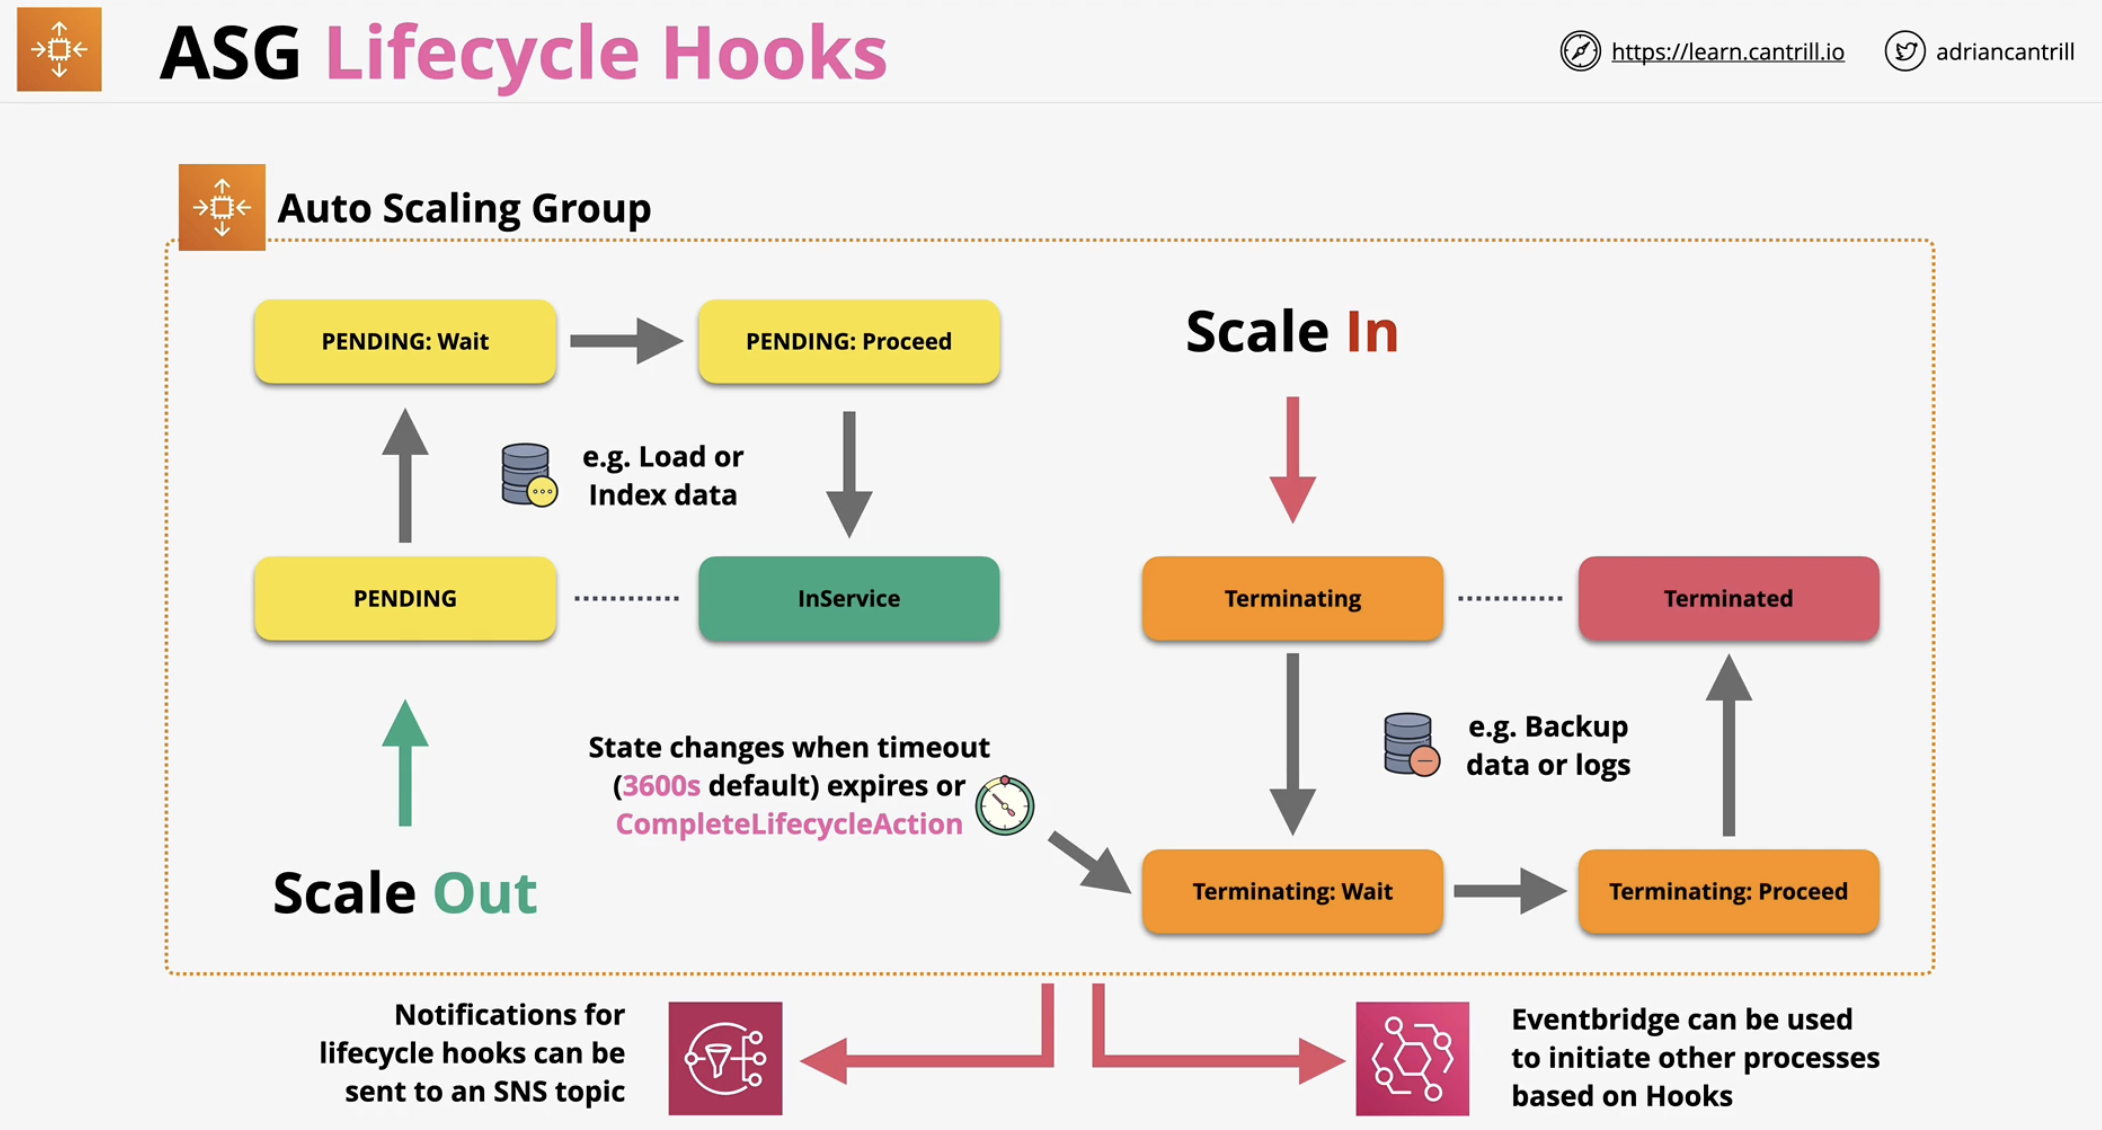 ASG Lifecycle Hooks
https://learn.cantrill.io
adriancantrill
Auto Scaling Group
PENDING: Wait
PENDING: Proceed
e.g. Load or
Index data
PENDING
InService
Scale Out
Scale In
Terminating
Terminated
State changes when timeout
(3600s default) expires or
CompleteLifecycleAction
e.g. Backup
data or logs
Terminating: Wait
Terminating: Proceed
Notifications for
lifecycle hooks can be
sent to an SNS topic
Eventbridge can be used
to initiate other processes
based on Hooks